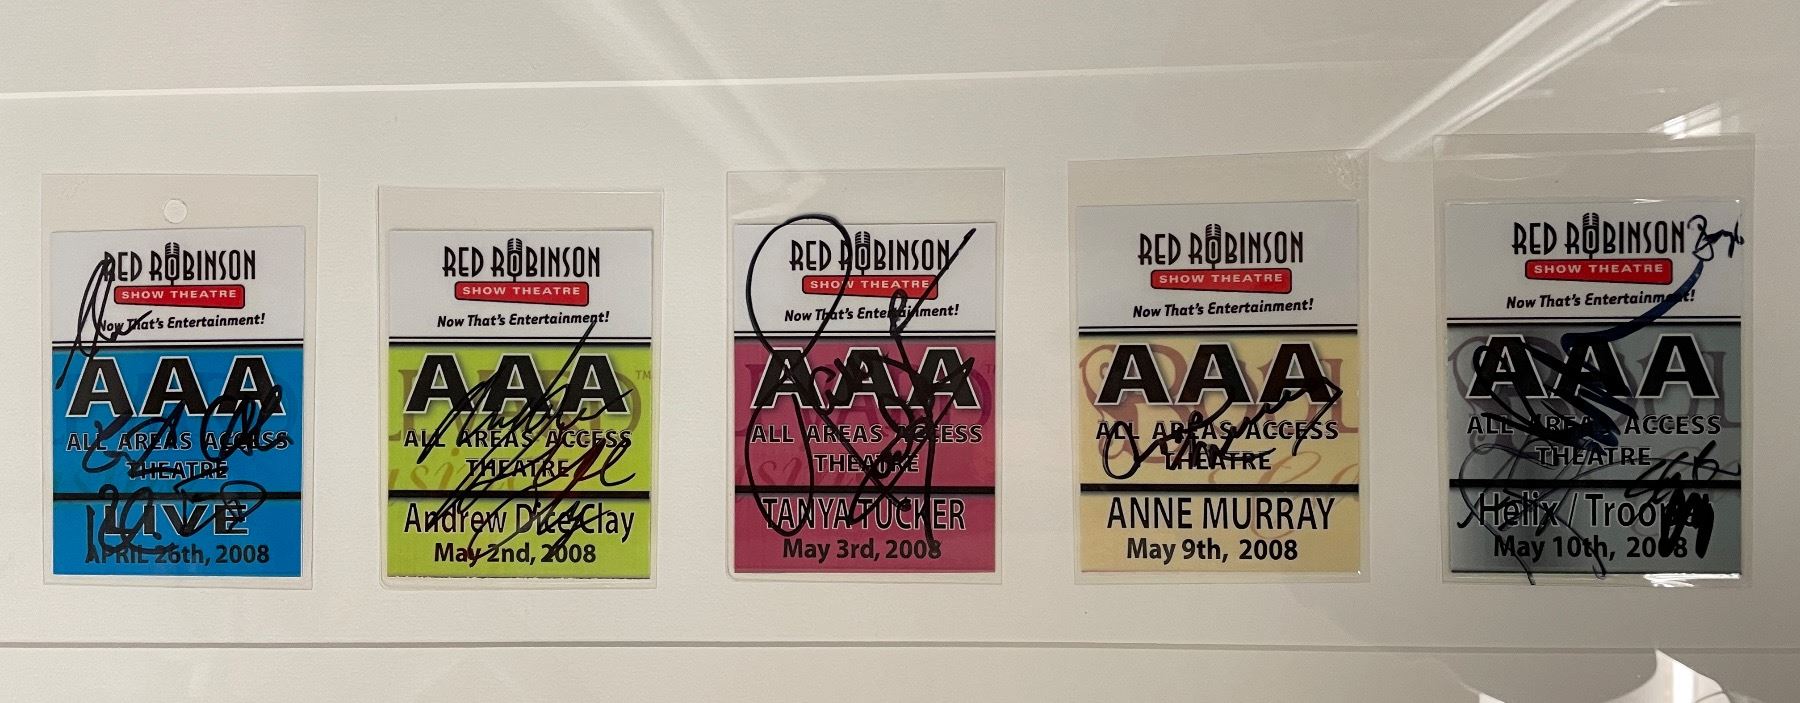 RED ROBINSON
SHOW THEATRE
Now That's Entertainment!
AAA
ALL AREAS ACCESS
THEATRE
LIVE
APRIL 26th, 2008
RED ROBINSON
SHOW THEATRE
Now That's Entertainment!
AAA
ALL AREAS ACCESS
THEATRE
Andrew Dice Clay
May 2nd, 2008
RED ROBINSON
SHOW THEATRE
Now That's Entertainment!
AAA
ALL AREAS ACCESS
THEATRE
TANYA TUCKER
May 3rd, 2008
RED ROBINSON
SHOW THEATRE
Now That's Entertainment!
AAA
ALL AREAS ACCESS
THEATRE
ANNE MURRAY
May 9th, 2008
RED ROBINSON
SHOW THEATRE
Now That's Entertainment!
AAA
ALL AREAS ACCESS
THEATRE
Helix / Trooper
May 10th, 2008